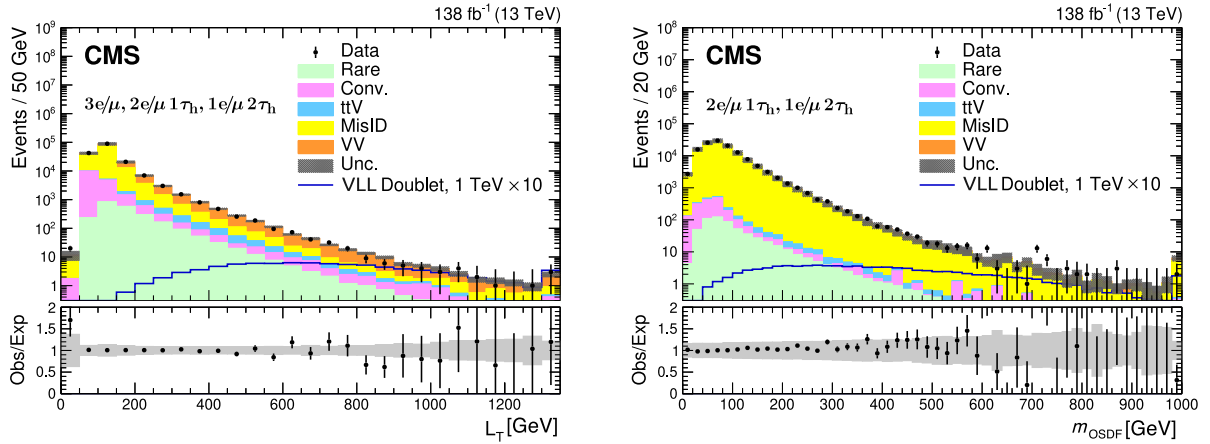 138 fb⁻¹ (13 TeV)
CMS
3e/μ, 2e/μ 1τh, 1e/μ 2τh
Data
Rare
Conv.
ttV
MisID
VV
Unc.
VLL Doublet, 1 TeV ×10
Events / 50 GeV
10⁹
10⁸
10⁷
10⁶
10⁵
10⁴
10³
10²
10
1
Obs/Exp
2
1.5
1
0.5
0
0 200 400 600 800 1000 1200
L_T [GeV]
138 fb⁻¹ (13 TeV)
CMS
2e/μ 1τh, 1e/μ 2τh
Data
Rare
Conv.
ttV
MisID
VV
Unc.
VLL Doublet, 1 TeV ×10
Events / 20 GeV
10⁸
10⁷
10⁶
10⁵
10⁴
10³
10²
10
1
Obs/Exp
2
1.5
1
0.5
0
0 100 200 300 400 500 600 700 800 900 1000
m_OSDF [GeV]